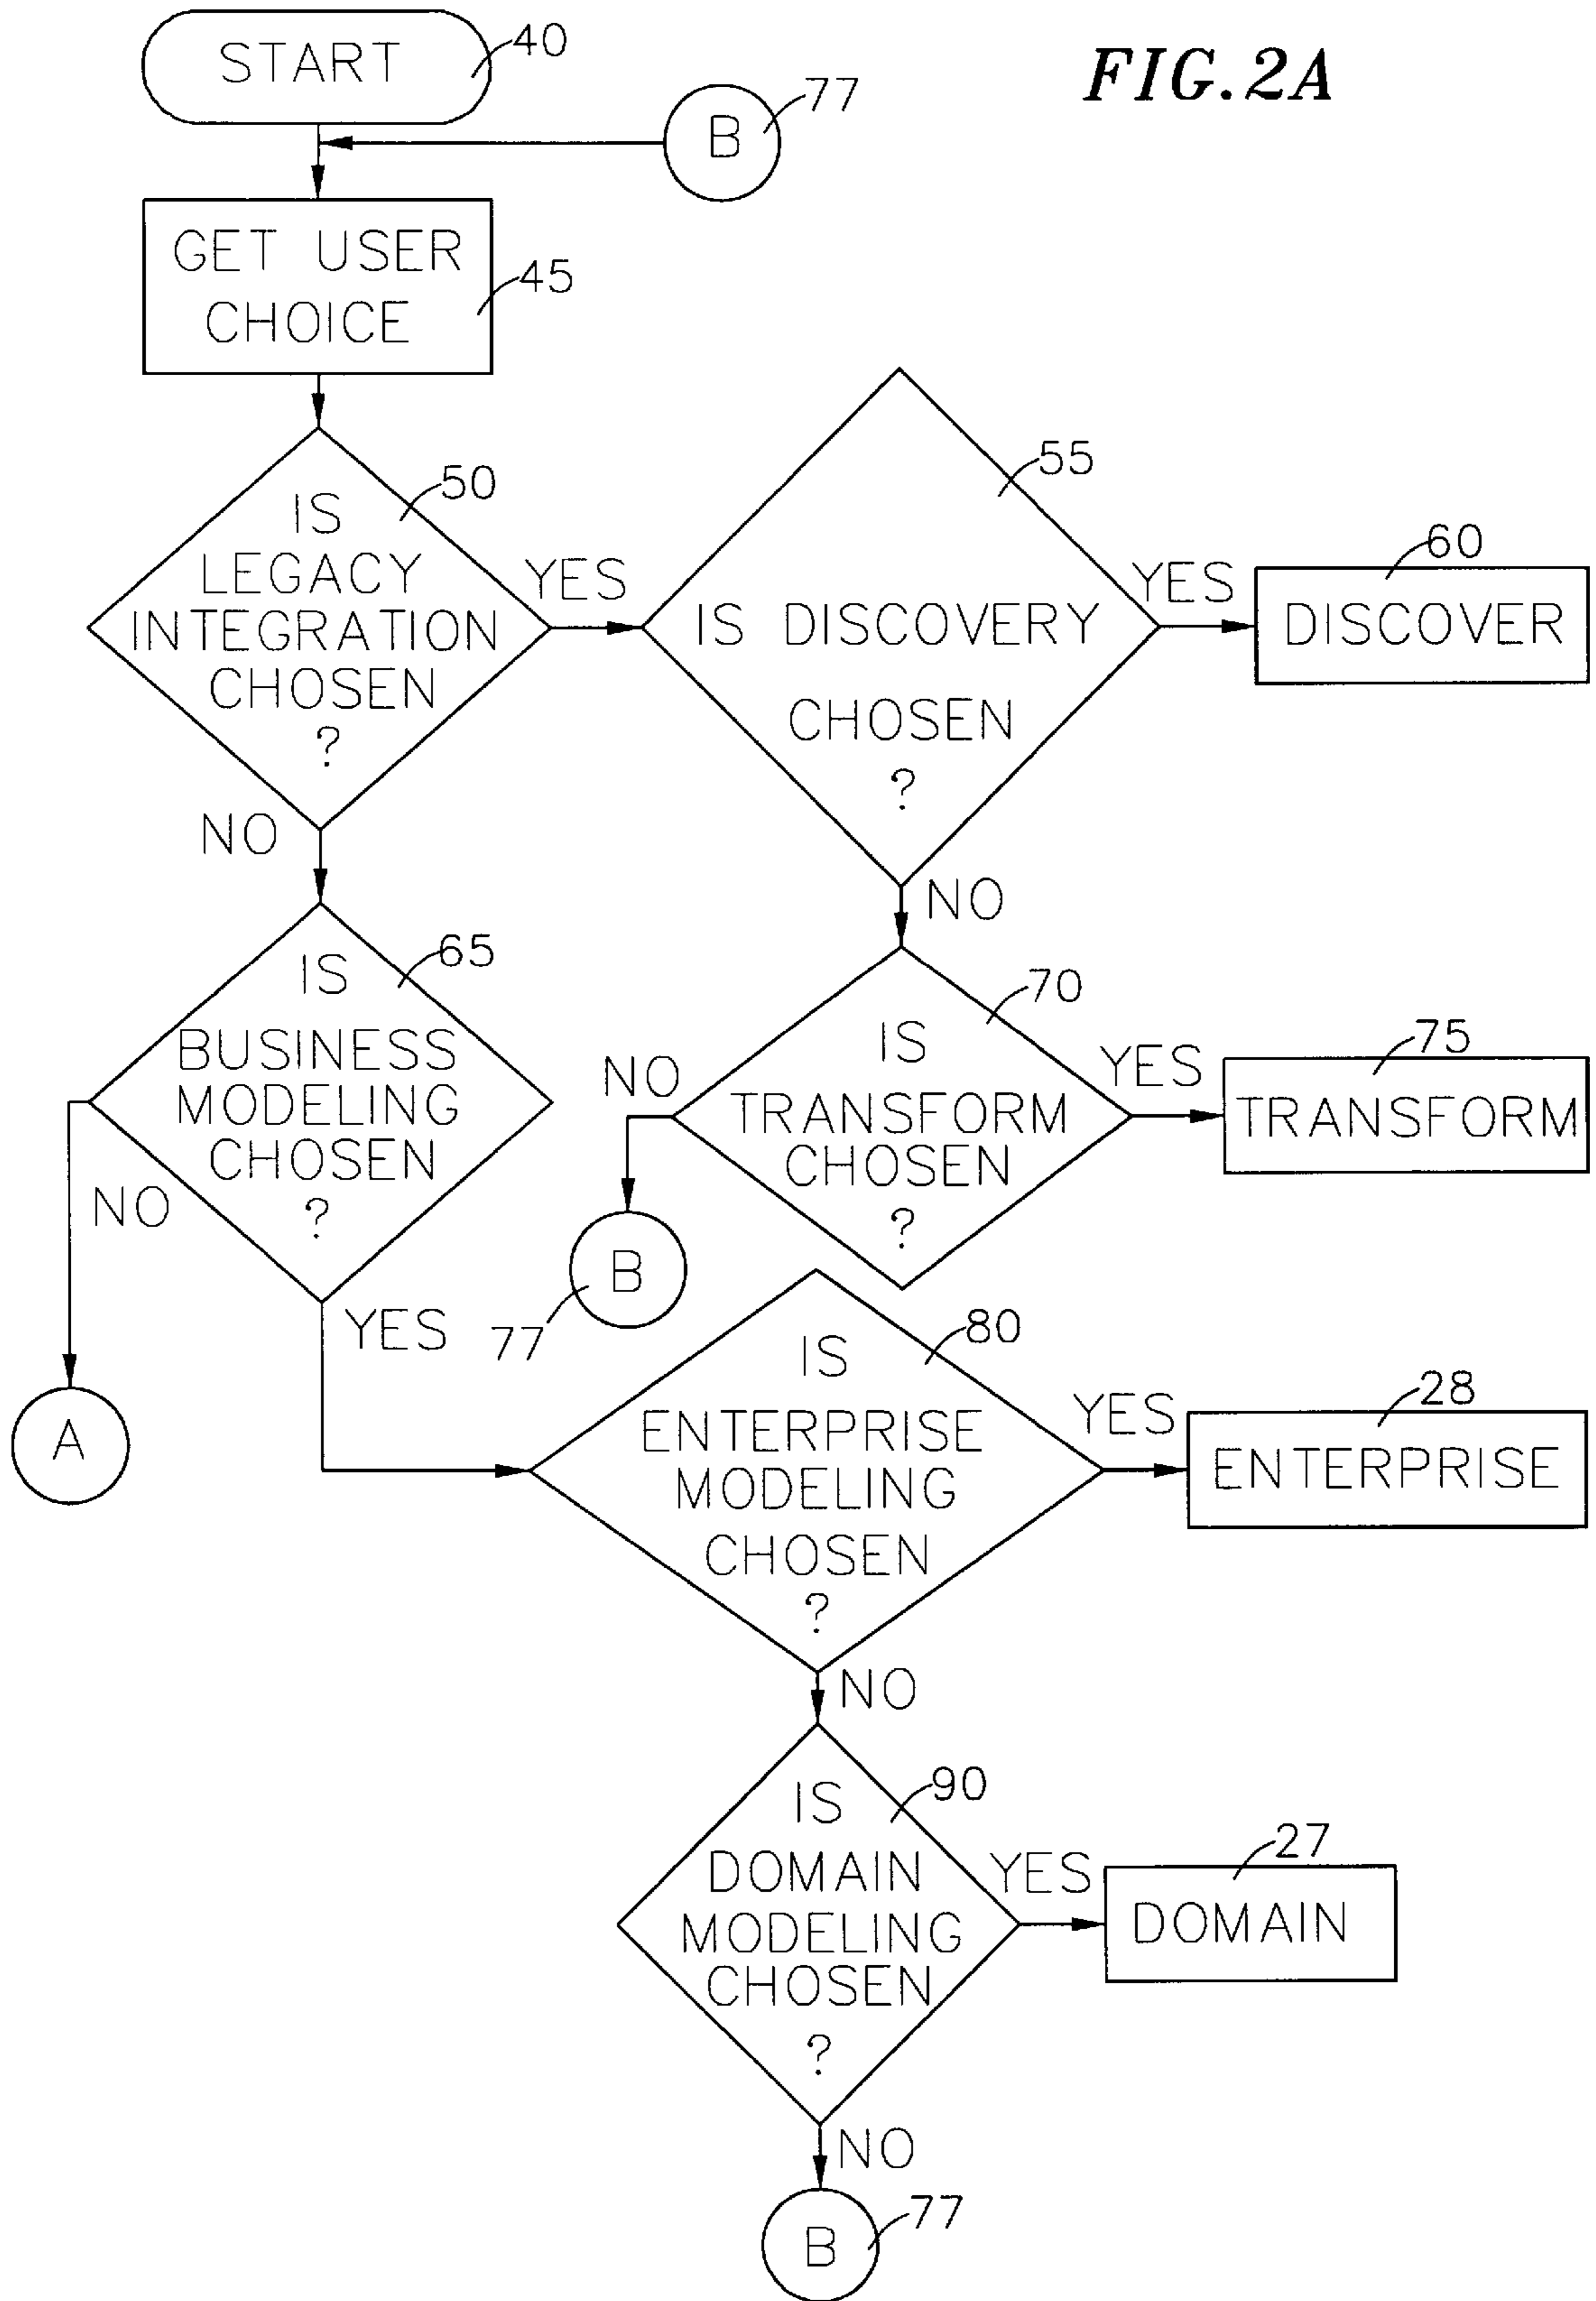 FIG. 2A
START
40
B
77
GET USER
CHOICE
45
IS
LEGACY
INTEGRATION
CHOSEN
?
50
YES
NO
IS DISCOVERY
CHOSEN
?
55
YES
NO
DISCOVER
60
IS
BUSINESS
MODELING
CHOSEN
?
65
NO
YES
A
IS
TRANSFORM
CHOSEN
?
70
NO
YES
TRANSFORM
75
B
77
IS
ENTERPRISE
MODELING
CHOSEN
?
80
YES
NO
ENTERPRISE
28
IS
DOMAIN
MODELING
CHOSEN
?
90
YES
NO
DOMAIN
27
B
77